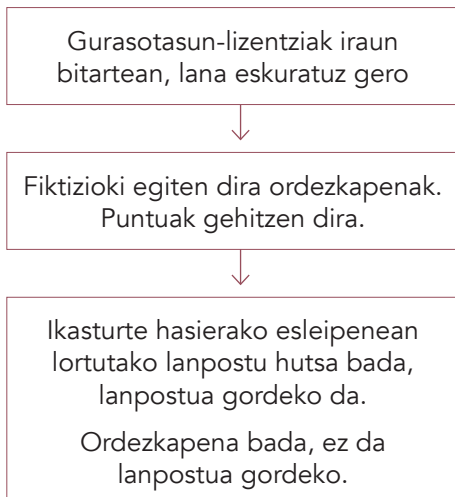 Gurasotasun-lizentziak iraun
bitartean, lana eskuratuz gero
Fiktizioki egiten dira ordezkapenak.
Puntuak gehitzen dira.
Ikasturte hasierako esleipenean
lortutako lanpostu hutsa bada,
lanpostua gordeko da.
Ordezkapena bada, ez da
lanpostua gordeko.